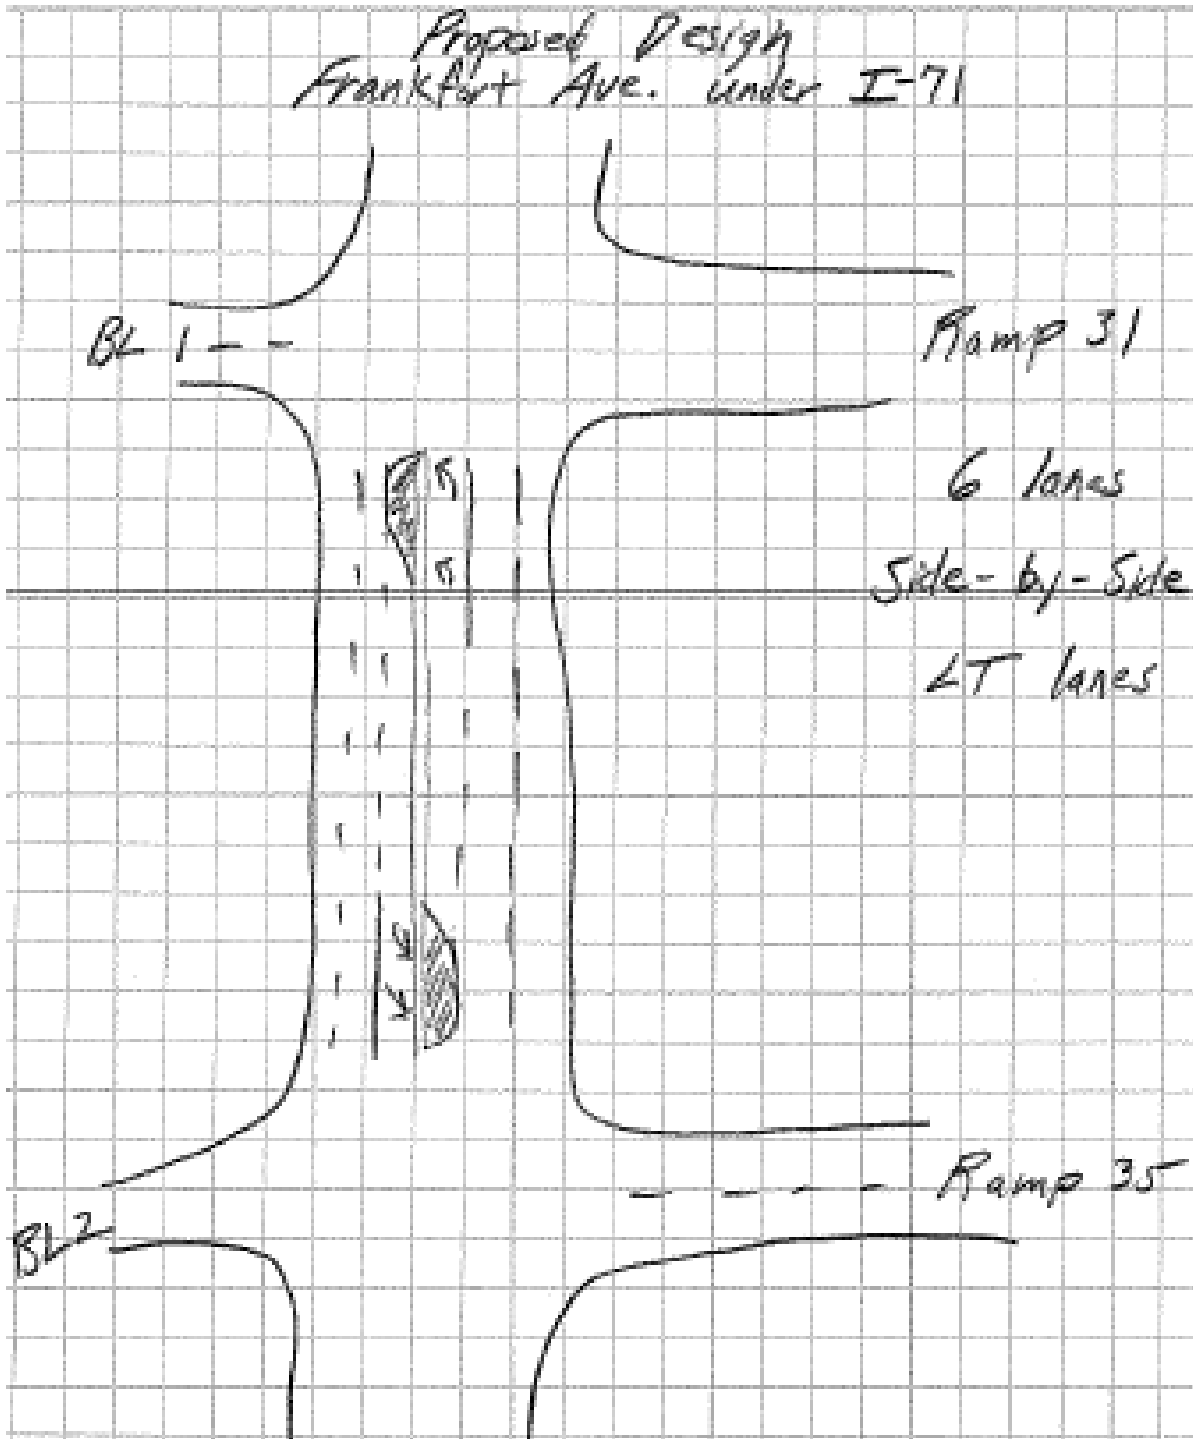 Proposed Design
Frankfort Ave. under I-71
BL 1
Ramp 31
6 lanes
Side-by-Side
LT lanes
Ramp 35
BL2